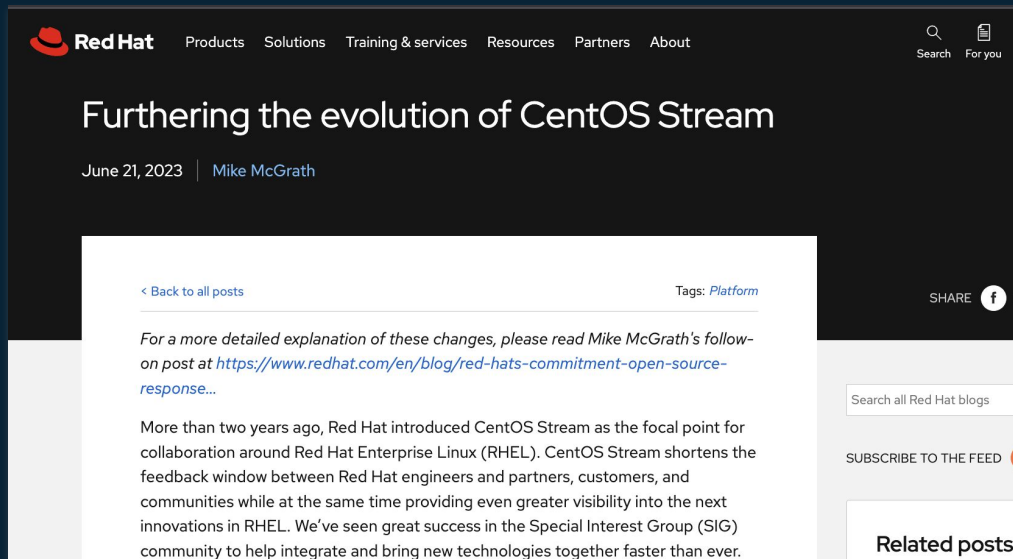 Red Hat Products Solutions Training & services Resources Partners About Search For you
Furthering the evolution of CentOS Stream
June 21, 2023 Mike McGrath
< Back to all posts Tags: Platform
SHARE f
For a more detailed explanation of these changes, please read Mike McGrath's follow-
on post at https://www.redhat.com/en/blog/red-hats-commitment-open-source-
response...
More than two years ago, Red Hat introduced CentOS Stream as the focal point for
collaboration around Red Hat Enterprise Linux (RHEL). CentOS Stream shortens the
feedback window between Red Hat engineers and partners, customers, and
communities while at the same time providing even greater visibility into the next
innovations in RHEL. We’ve seen great success in the Special Interest Group (SIG)
community to help integrate and bring new technologies together faster than ever.
Search all Red Hat blogs
SUBSCRIBE TO THE FEED
Related posts